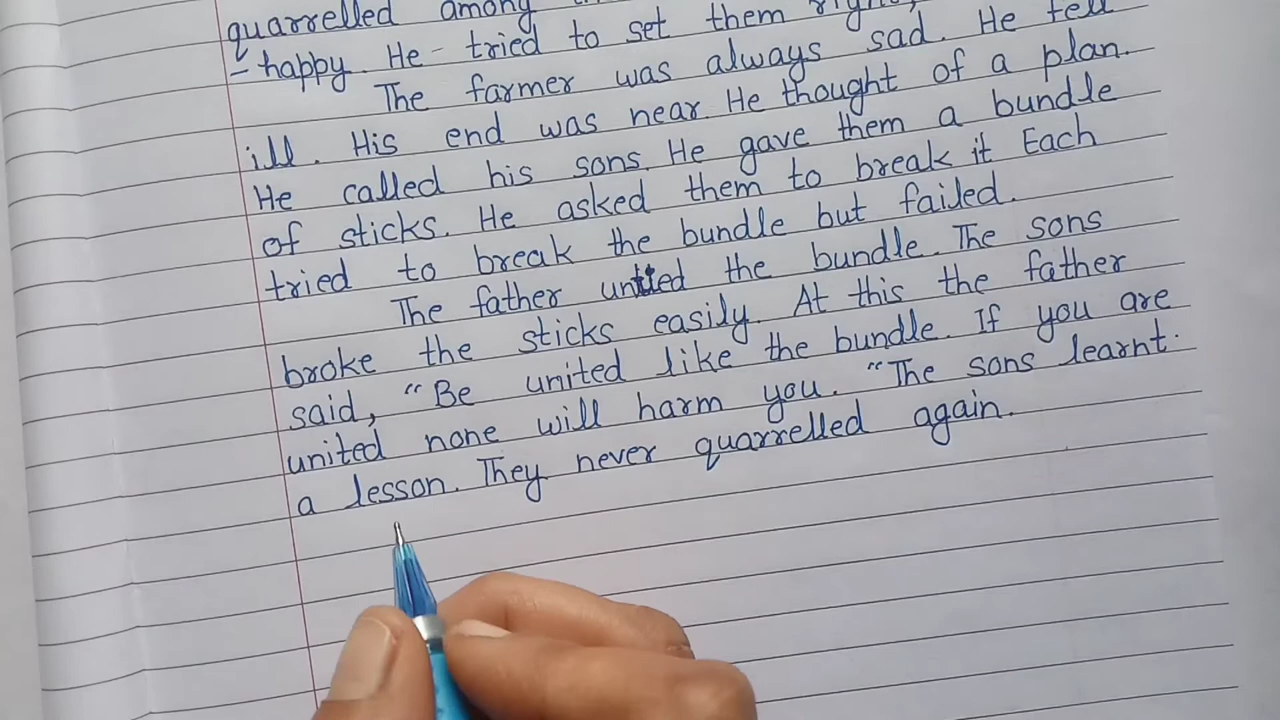 quarrelled among
-happy. He - tried to set them right,
The farmer was always sad. He fell
ill. His end was near. He thought of a plan.
He called his sons. He gave them a bundle
of sticks. He asked them to break it Each
tried to break the bundle but failed.
The father untied the bundle. The sons
broke the sticks easily. At this the father
said, "Be united like the bundle. If you are
united none will harm you. "The sons learnt.
a lesson. They never quarrelled again.